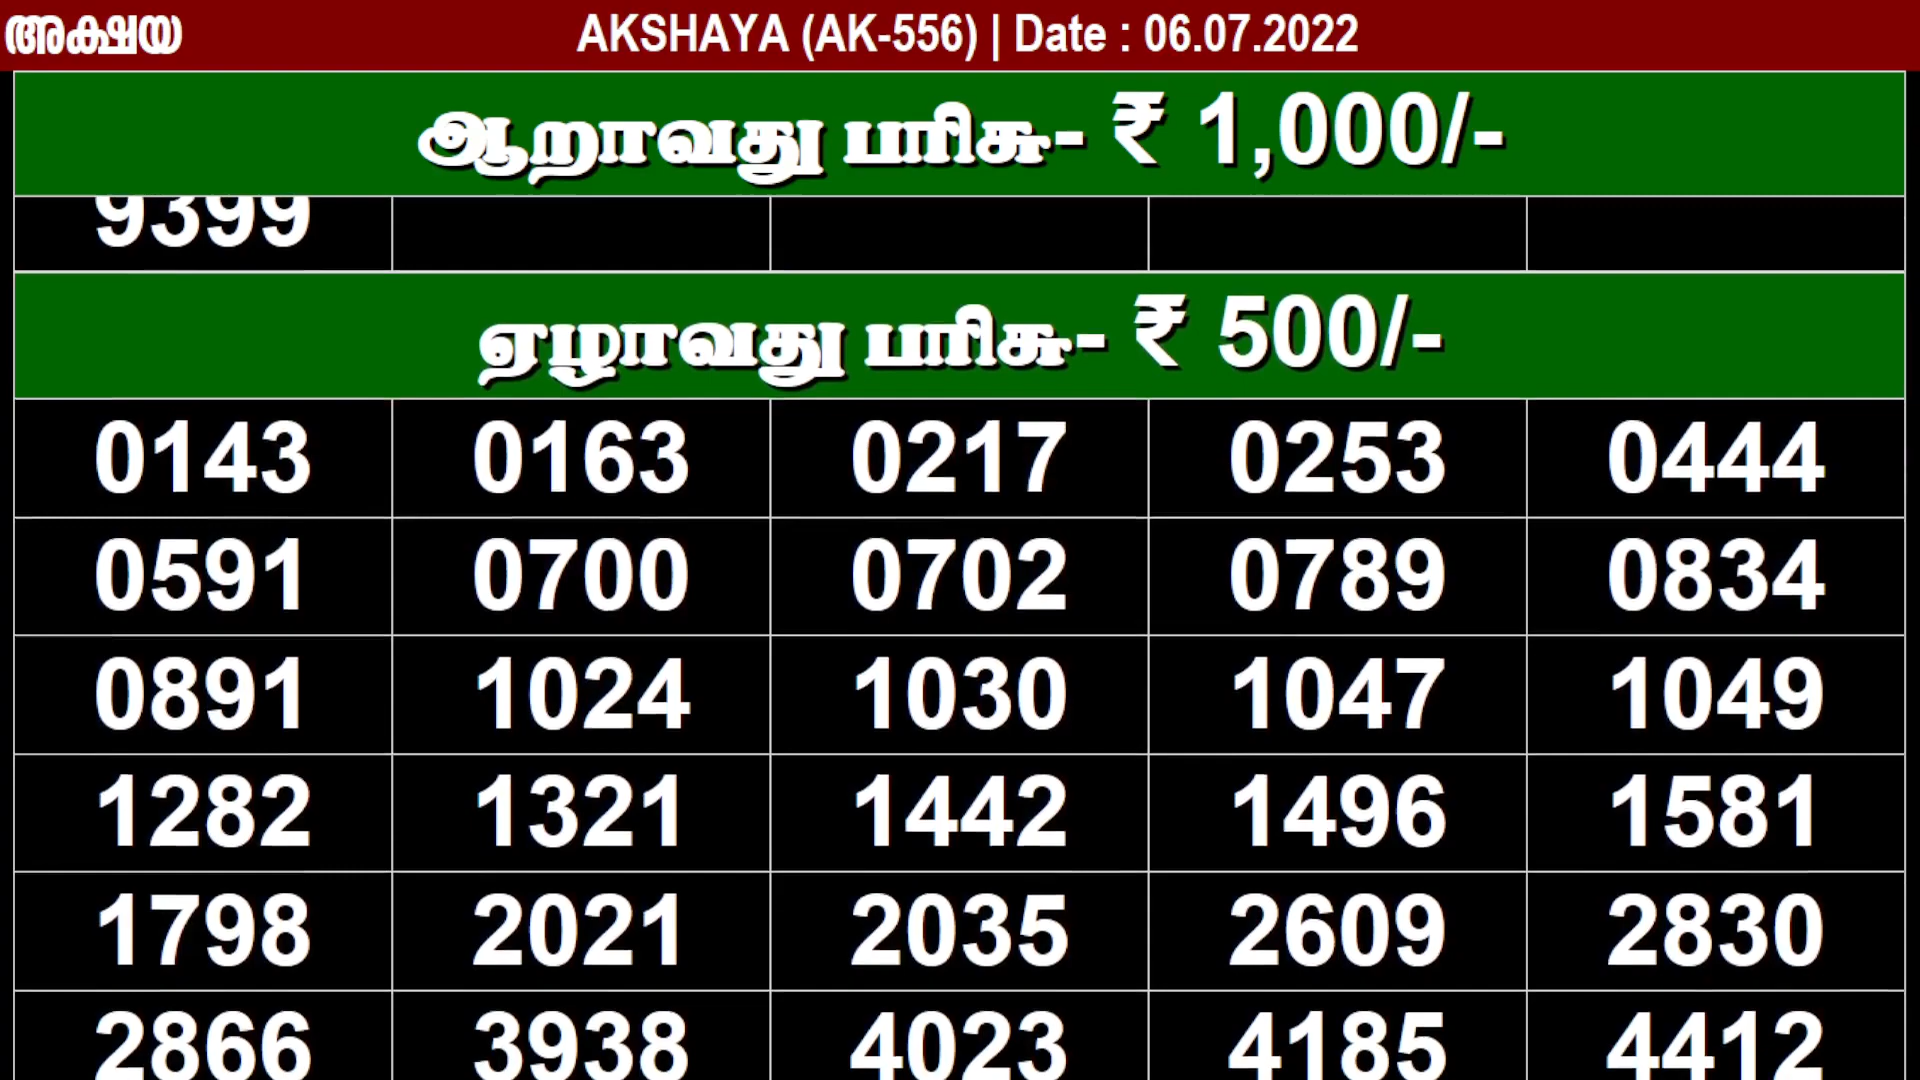 അക്ഷയ AKSHAYA (AK-556) | Date : 06.07.2022
ஆறாவது பரிசு- ₹ 1,000/-
9399
ஏழாவது பரிசு- ₹ 500/-
0143 0163 0217 0253 0444
0591 0700 0702 0789 0834
0891 1024 1030 1047 1049
1282 1321 1442 1496 1581
1798 2021 2035 2609 2830
2866 3938 4023 4185 4412